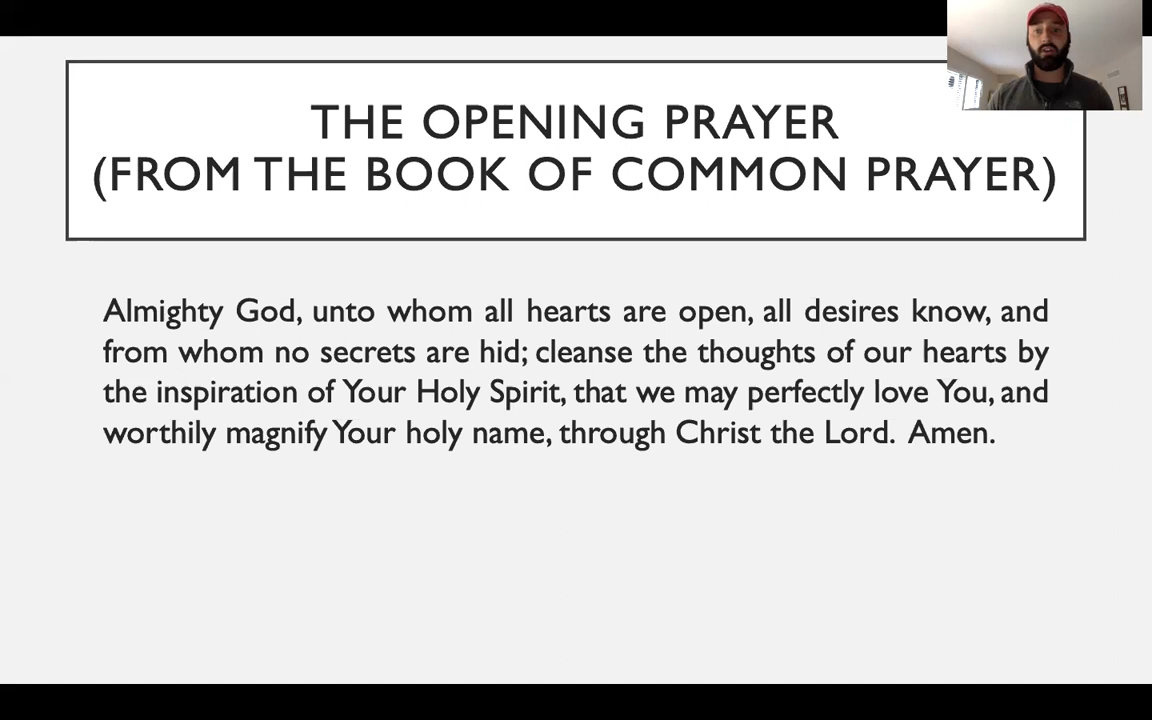 THE OPENING PRAYER
(FROM THE BOOK OF COMMON PRAYER)
Almighty God, unto whom all hearts are open, all desires know, and
from whom no secrets are hid; cleanse the thoughts of our hearts by
the inspiration of Your Holy Spirit, that we may perfectly love You, and
worthily magnify Your holy name, through Christ the Lord.  Amen.